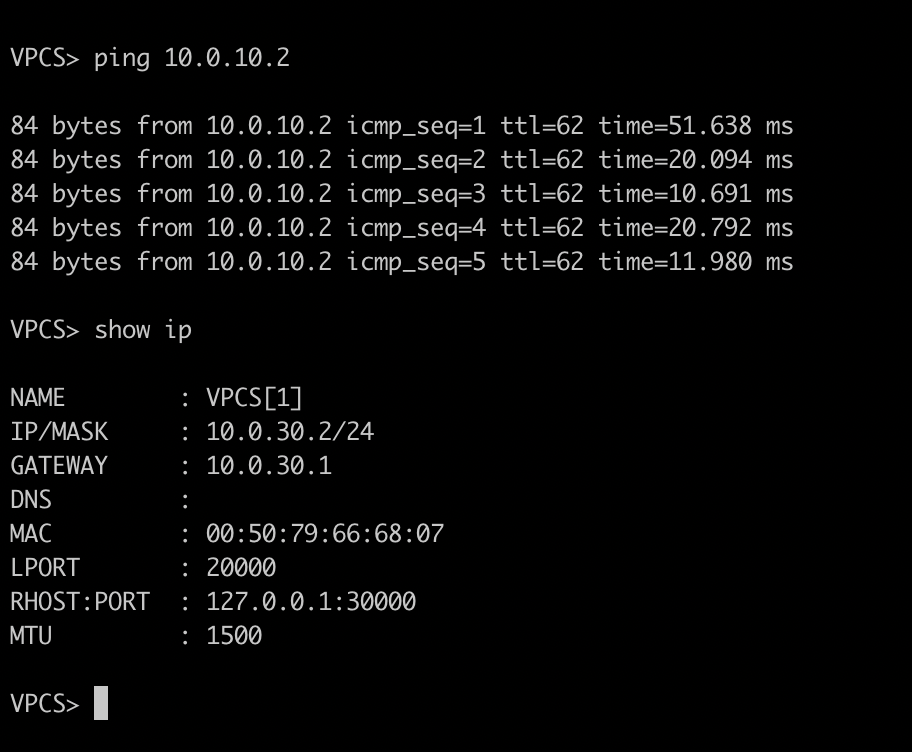 VPCS> ping 10.0.10.2
84 bytes from 10.0.10.2 icmp_seq=1 ttl=62 time=51.638 ms
84 bytes from 10.0.10.2 icmp_seq=2 ttl=62 time=20.094 ms
84 bytes from 10.0.10.2 icmp_seq=3 ttl=62 time=10.691 ms
84 bytes from 10.0.10.2 icmp_seq=4 ttl=62 time=20.792 ms
84 bytes from 10.0.10.2 icmp_seq=5 ttl=62 time=11.980 ms
VPCS> show ip
NAME        : VPCS[1]
IP/MASK     : 10.0.30.2/24
GATEWAY     : 10.0.30.1
DNS         :
MAC         : 00:50:79:66:68:07
LPORT       : 20000
RHOST:PORT  : 127.0.0.1:30000
MTU         : 1500
VPCS>